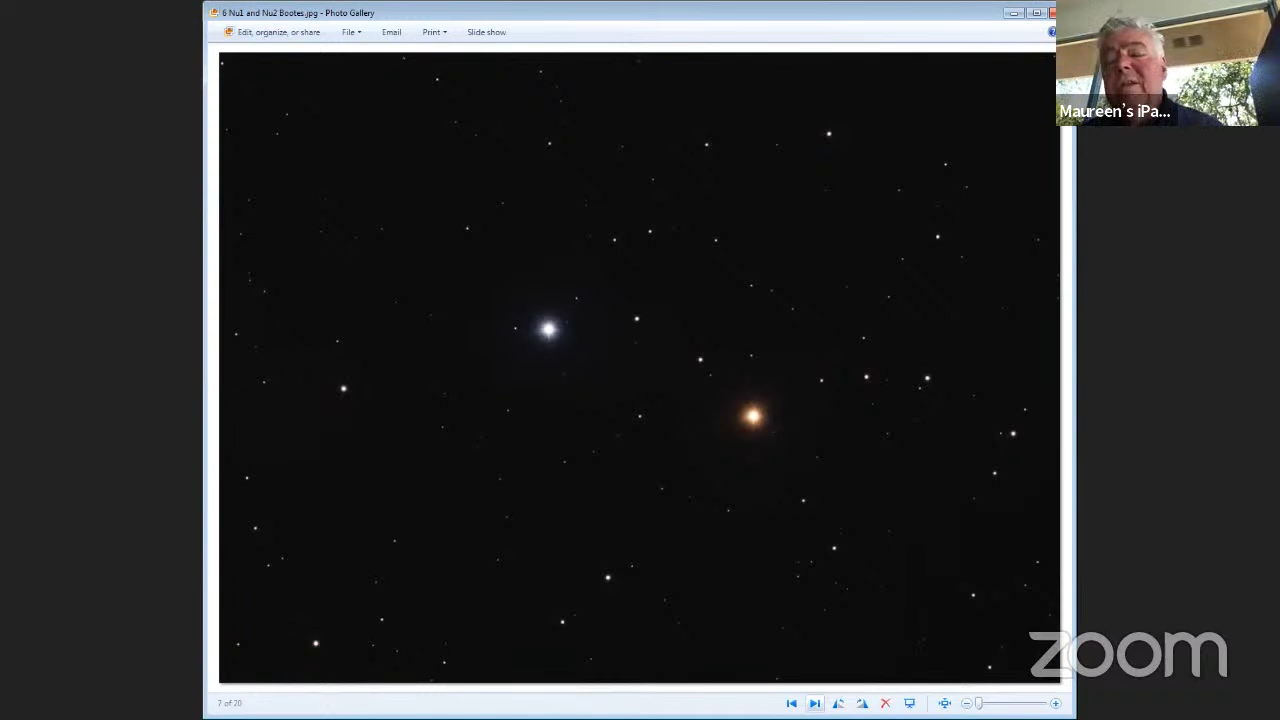 6 Nu1 and Nu2 Bootes.jpg - Photo Gallery
Edit, organize, or share File Email Print Slide show
Maureen's iPa...
7 of 20
zoom